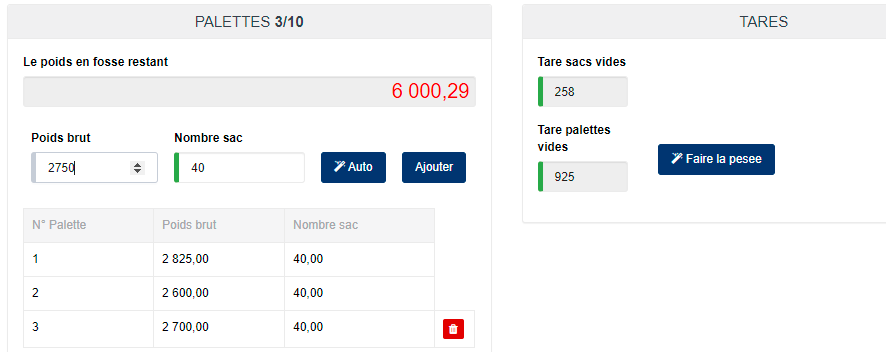 PALETTES 3/10
Le poids en fosse restant
6 000,29
Poids brut Nombre sac
2750 40 Auto Ajouter
N° Palette Poids brut Nombre sac
1 2 825,00 40,00
2 2 600,00 40,00
3 2 700,00 40,00
TARES
Tare sacs vides
258
Tare palettes
vides
925
Faire la pesee